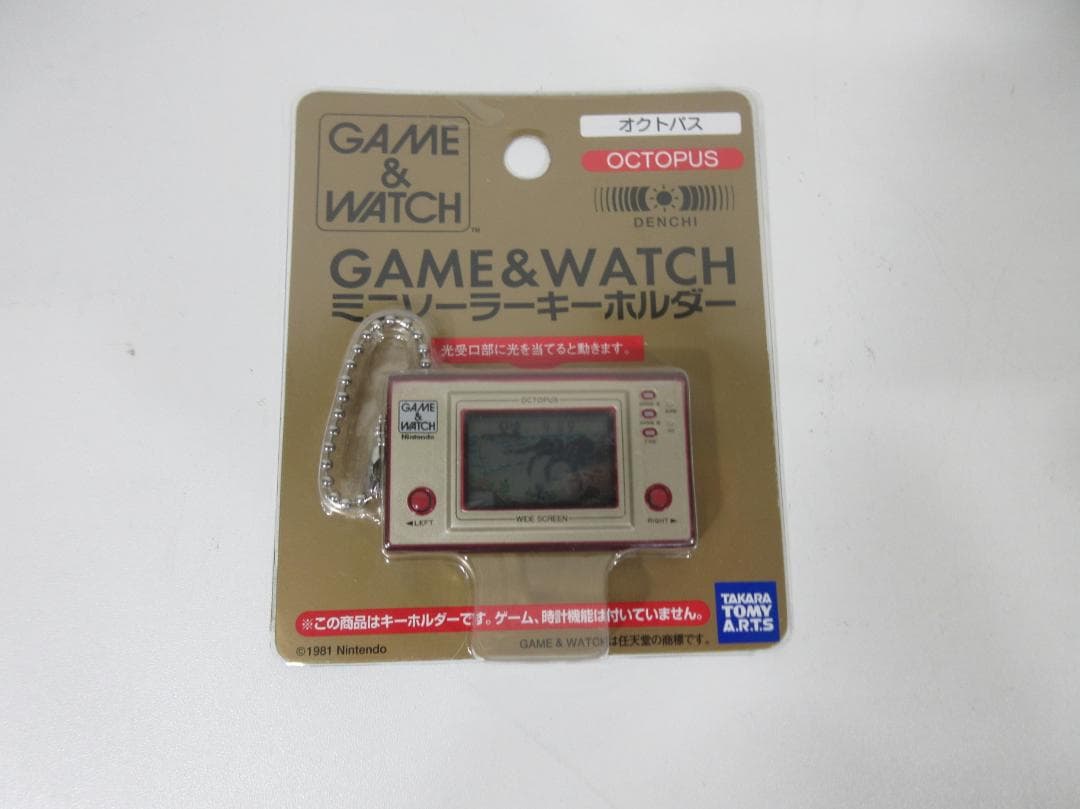 GAME
&
WATCH
TM
オクトパス
OCTOPUS
DENCHI
GAME&WATCH
ミニソーラーキーホルダー
光受口部に光を当てると動きます。
OCTOPUS
GAME
&
WATCH
Nintendo
GAME A
GAME B
TIME
◀LEFT
WIDE SCREEN
RIGHT▶
※この商品はキーホルダーです。ゲーム、時計機能は付いていません。
TAKARA
TOMY
A.R.T.S
©1981 Nintendo
GAME & WATCHは任天堂の商標です。